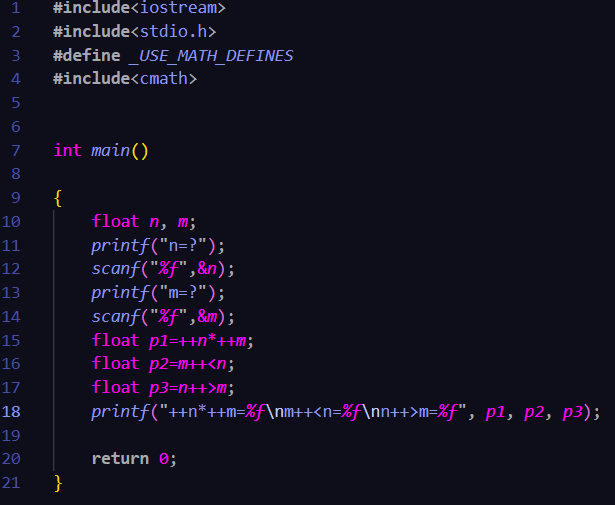 1 #include<iostream>
2 #include<stdio.h>
3 #define _USE_MATH_DEFINES
4 #include<cmath>
5
6
7 int main()
8
9 {
10 float n, m;
11 printf("n=?");
12 scanf("%f",&n);
13 printf("m=?");
14 scanf("%f",&m);
15 float p1=++n*++m;
16 float p2=m++<n;
17 float p3=n++>m;
18 printf("++n*++m=%f\nm++<n=%f\nn++>m=%f", p1, p2, p3);
19
20 return 0;
21 }